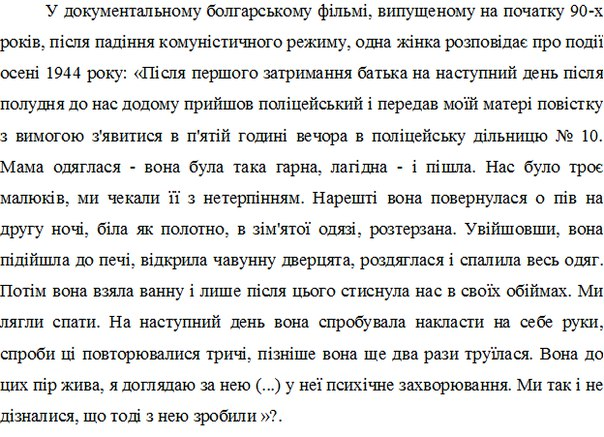 У документальному болгарському фільмі, випущеному на початку 90-х
років, після падіння комуністичного режиму, одна жінка розповідає про події
осені 1944 року: «Після першого затримання батька на наступний день після
полудня до нас додому прийшов поліцейський і передав моїй матері повістку
з вимогою з'явитися в п'ятій годині вечора в поліцейську дільницю № 10.
Мама одяглася - вона була така гарна, лагідна - і пішла. Нас було троє
малюків, ми чекали її з нетерпінням. Нарешті вона повернулася о пів на
другу ночі, біла як полотно, в зім'ятої одязі, розтерзана. Увійшовши, вона
підійшла до печі, відкрила чавунну дверцята, роздяглася і спалила весь одяг.
Потім вона взяла ванну і лише після цього стиснула нас в своїх обіймах. Ми
лягли спати. На наступний день вона спробувала накласти на себе руки,
спроби ці повторювалися тричі, пізніше вона ще два рази труїлася. Вона до
цих пір жива, я доглядаю за нею (...) у неї психічне захворювання. Ми так і не
дізналися, що тоді з нею зробили »?.